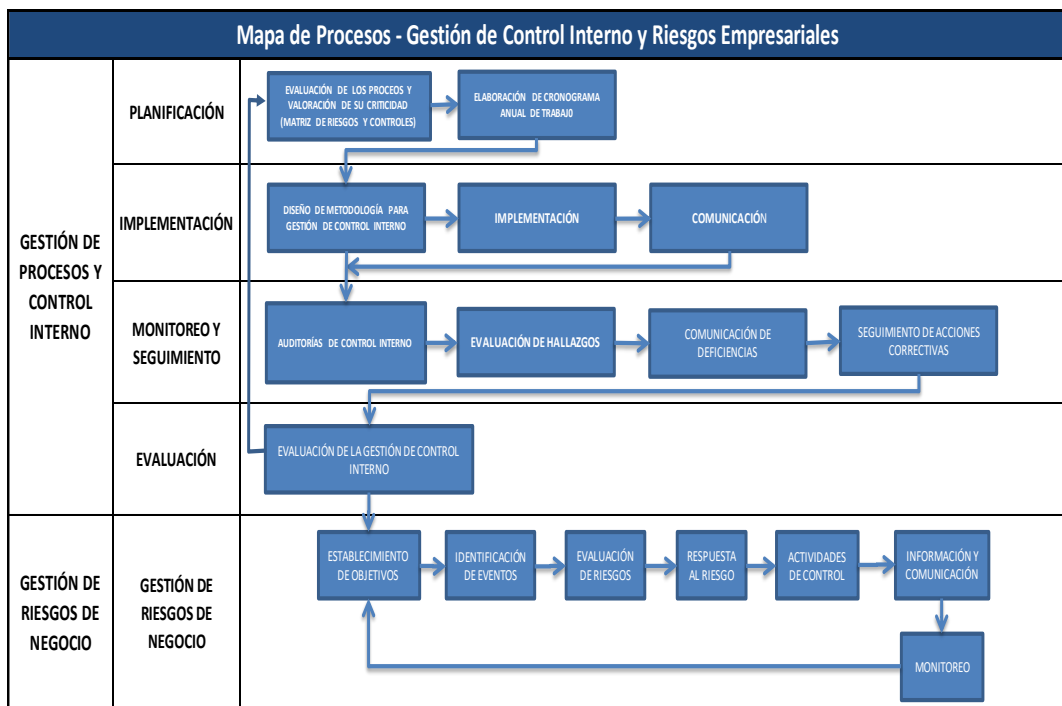 Mapa de Procesos - Gestión de Control Interno y Riesgos Empresariales
GESTIÓN DE
PROCESOS Y
CONTROL
INTERNO
PLANIFICACIÓN
EVALUACIÓN DE LOS PROCEOS Y
VALORACIÓN DE SU CRITICIDAD
(MATRIZ DE RIESGOS Y CONTROLES)
ELABORACIÓN DE CRONOGRAMA
ANUAL DE TRABAJO
IMPLEMENTACIÓN
DISEÑO DE METODOLOGÍA PARA
GESTIÓN DE CONTROL INTERNO
IMPLEMENTACIÓN
COMUNICACIÓN
MONITOREO Y
SEGUIMIENTO
AUDITORÍAS DE CONTROL INTERNO
EVALUACIÓN DE HALLAZGOS
COMUNICACIÓN DE
DEFICIENCIAS
SEGUIMIENTO DE ACCIONES
CORRECTIVAS
EVALUACIÓN
EVALUACIÓN DE LA GESTIÓN DE CONTROL
INTERNO
GESTIÓN DE
RIESGOS DE
NEGOCIO
GESTIÓN DE
RIESGOS DE
NEGOCIO
ESTABLECIMIENTO
DE OBJETIVOS
IDENTIFICACIÓN
DE EVENTOS
EVALUACIÓN
DE RIESGOS
RESPUESTA
AL RIESGO
ACTIVIDADES
DE CONTROL
INFORMACIÓN Y
COMUNICACIÓN
MONITOREO